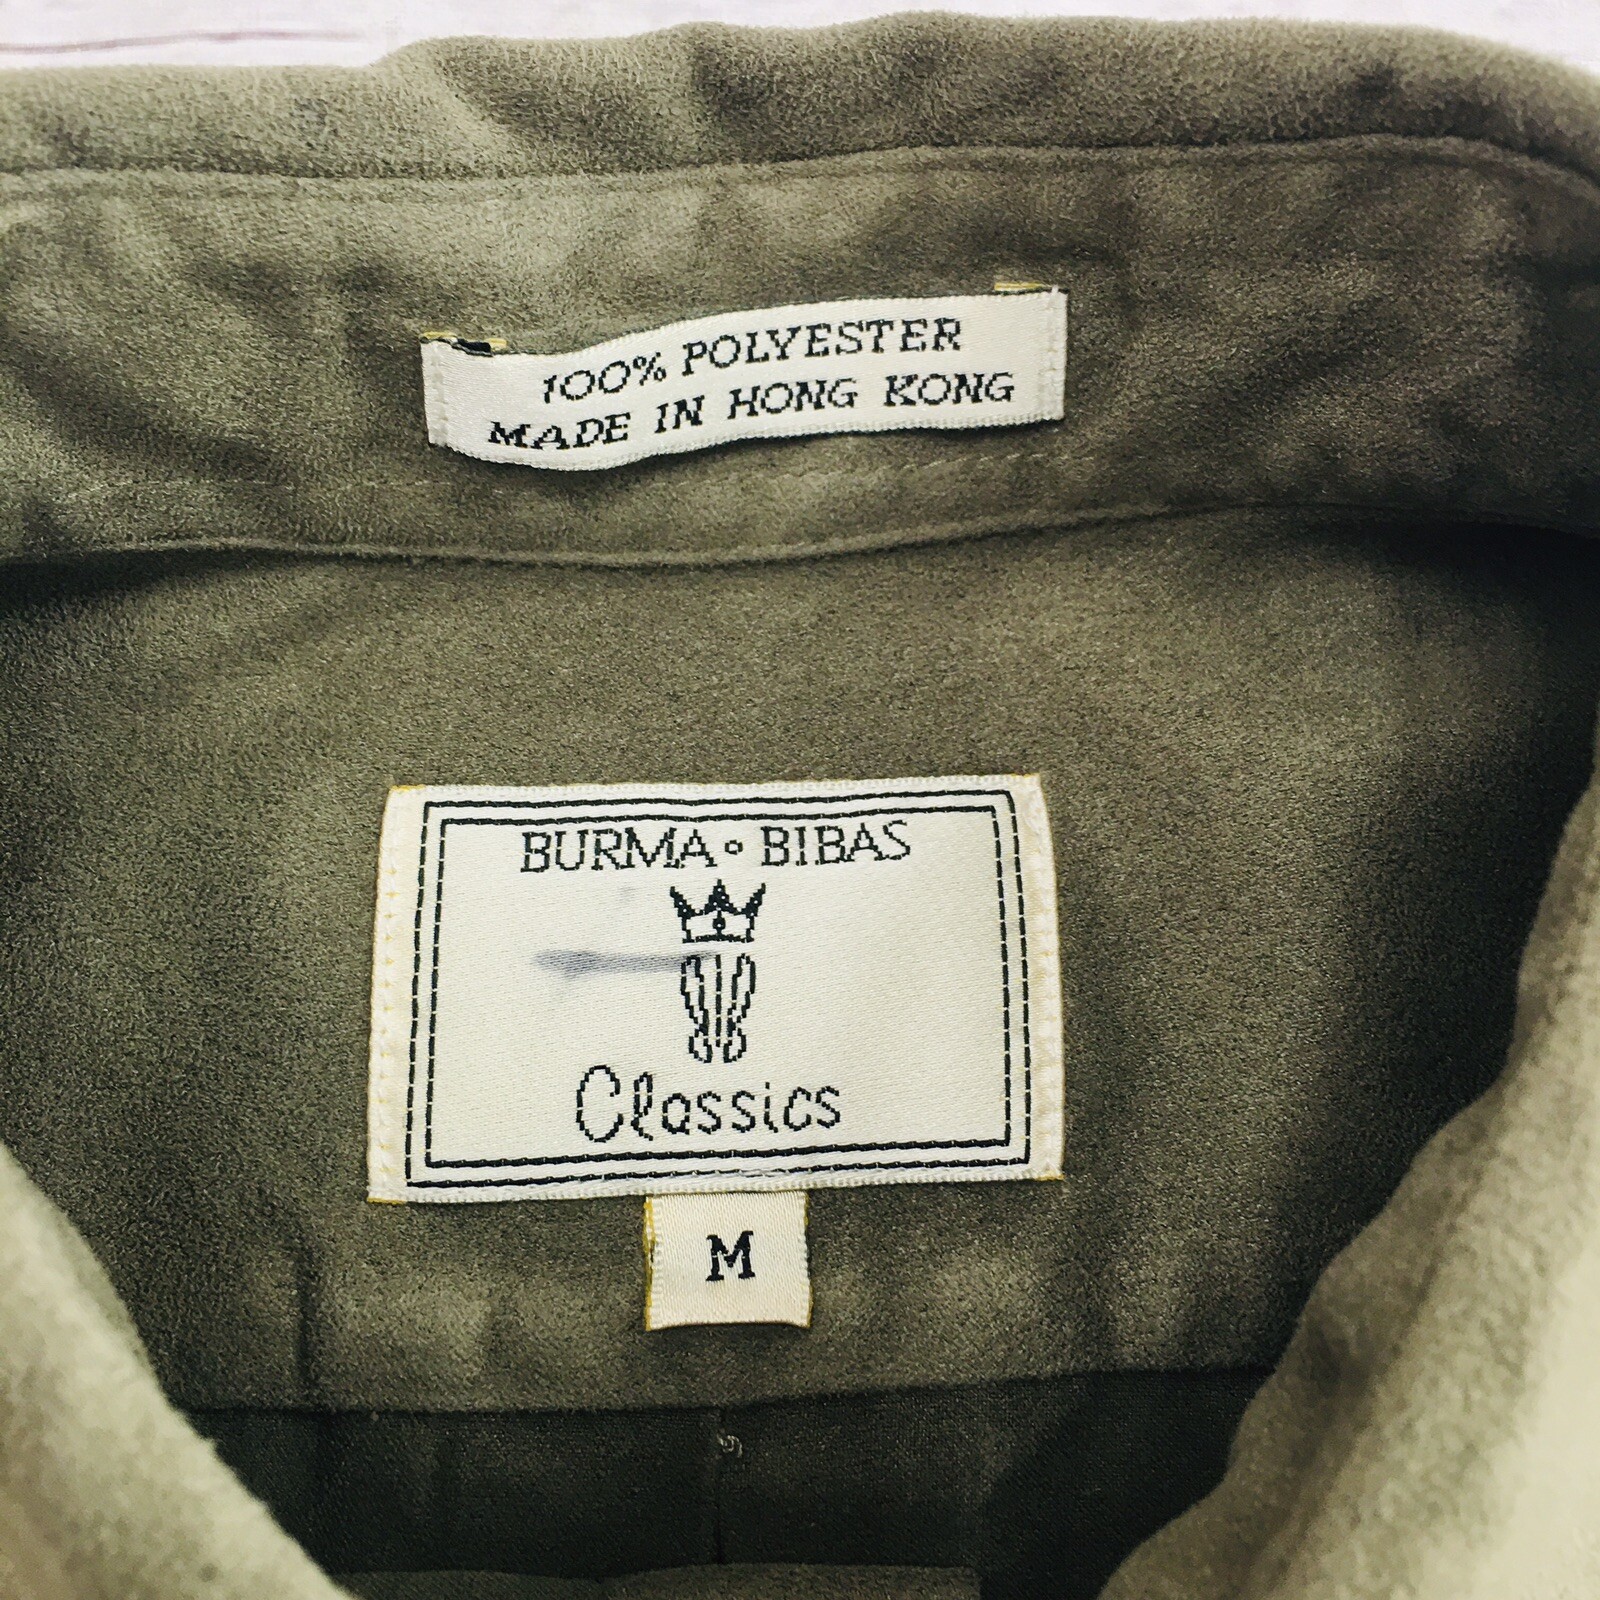 100% POLYESTER
MADE IN HONG KONG
BURMA ∘ BIBAS
Classics
M